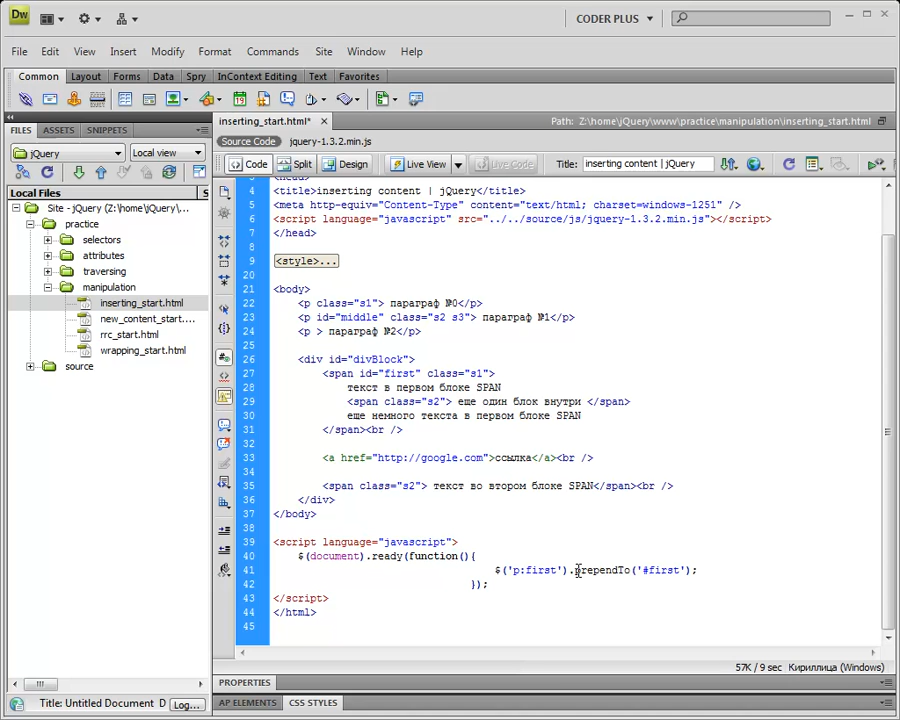 Dw
CODER PLUS
File Edit View Insert Modify Format Commands Site Window Help
Common Layout Forms Data Spry InContext Editing Text Favorites
FILES ASSETS SNIPPETS
inserting_start.html*
Path: Z:\home\jQuery\www\practice\manipulation\inserting_start.html
Source Code jquery-1.3.2.min.js
jQuery Local view
Code Split Design Live View Live Code Title: inserting content | jQuery
Local Files
Site - jQuery (Z:\home\jQuery\...
practice
selectors
attributes
traversing
manipulation
inserting_start.html
new_content_start....
rrc_start.html
wrapping_start.html
source
4 <title>inserting content | jQuery</title>
5 <meta http-equiv="Content-Type" content="text/html; charset=windows-1251" />
6 <script language="javascript" src="../../source/js/jquery-1.3.2.min.js"></script>
7 </head>
8
9 <style>...
20
21 <body>
22 <p class="s1"> параграф №0</p>
23 <p id="middle" class="s2 s3"> параграф №1</p>
24 <p > параграф №2</p>
25
26 <div id="divBlock">
27 <span id="first" class="s1">
28 текст в первом блоке SPAN
29 <span class="s2"> еще один блок внутри </span>
30 еще немного текста в первом блоке SPAN
31 </span><br />
32
33 <a href="http://google.com">ссылка</a><br />
34
35 <span class="s2"> текст во втором блоке SPAN</span><br />
36 </div>
37 </body>
38
39 <script language="javascript">
40 $(document).ready(function(){
41 $('p:first').prependTo('#first');
42 });
43 </script>
44 </html>
45
57K / 9 sec Кириллица (Windows)
PROPERTIES
Title: Untitled Document D Log...
AP ELEMENTS CSS STYLES